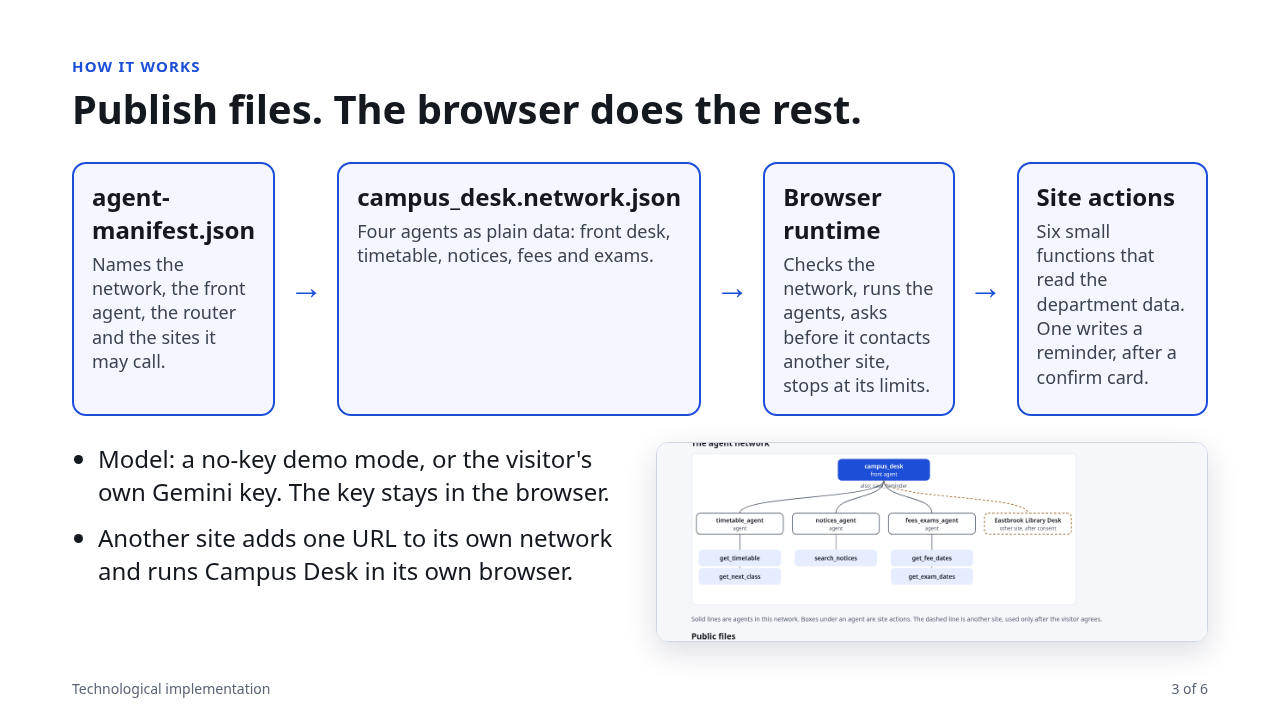 HOW IT WORKS
Publish files. The browser does the rest.
agent-
manifest.json
Names the
network, the front
agent, the router
and the sites it
may call.
→
campus_desk.network.json
Four agents as plain data: front desk,
timetable, notices, fees and exams.
→
Browser
runtime
Checks the
network, runs the
agents, asks
before it contacts
another site,
stops at its limits.
→
Site actions
Six small
functions that
read the
department data.
One writes a
reminder, after a
confirm card.
• Model: a no-key demo mode, or the visitor's
own Gemini key. The key stays in the browser.
• Another site adds one URL to its own network
and runs Campus Desk in its own browser.
The agent network
campus_desk
front agent
also: save_reminder
timetable_agent
agent
notices_agent
agent
fees_exams_agent
agent
Eastbrook Library Desk
other site, after consent
get_timetable
search_notices
get_fee_dates
get_next_class
get_exam_dates
Solid lines are agents in this network. Boxes under an agent are site actions. The dashed line is another site, used only after the visitor agrees.
Public files
Technological implementation
3 of 6